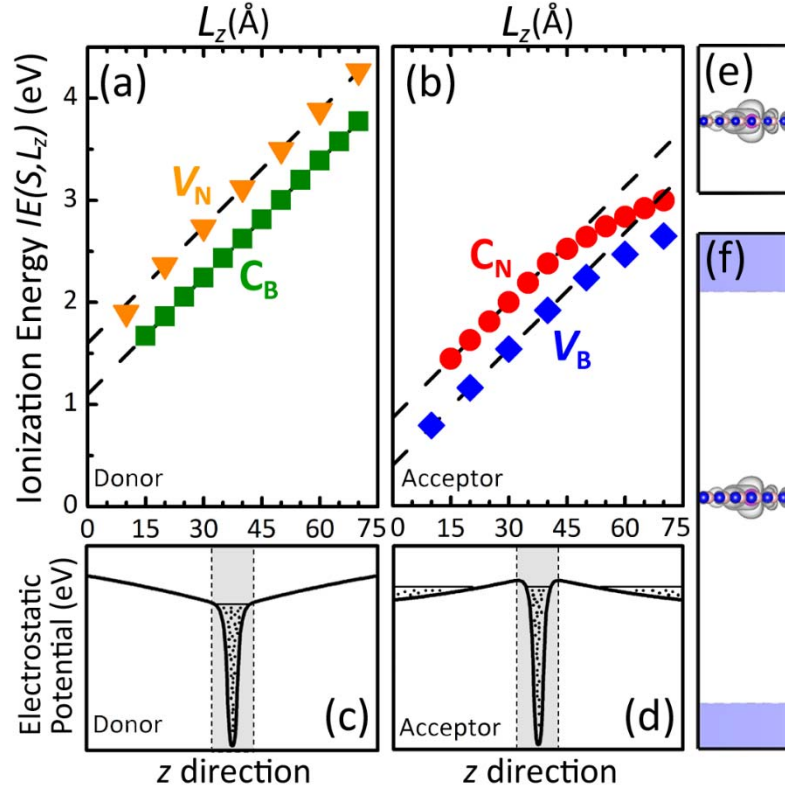 Lz(Å) Lz(Å)
(a) (b) (e)
Ionization Energy IE(S,Lz) (eV)
4
3
2
1
0
VN
CB
Donor
CN
VB
Acceptor
(f)
0 15 30 45 60 75
0 15 30 45 60 75
Electrostatic
Potential (eV)
Donor (c)
Acceptor (d)
z direction z direction